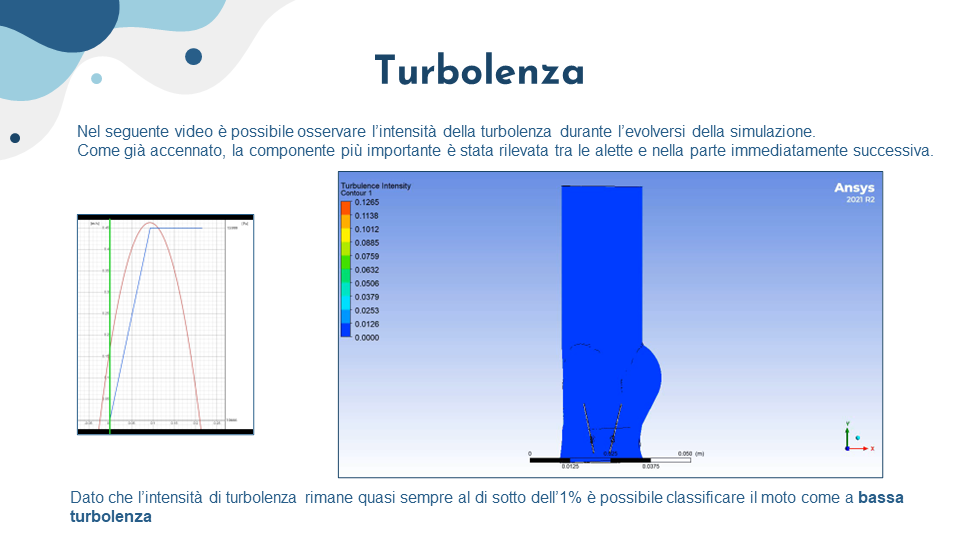 Turbolenza
Nel seguente video è possibile osservare l'intensità della turbolenza durante l'evolversi della simulazione.
Come già accennato, la componente più importante è stata rilevata tra le alette e nella parte immediatamente successiva.
Turbulence Intensity
Contour 1
0.1265
0.1138
0.1012
0.0885
0.0759
0.0632
0.0506
0.0379
0.0253
0.0126
0.0000
Ansys
2021 R2
Y
X
0
0.050 (m)
0.0125
0.0375
Dato che l'intensità di turbolenza rimane quasi sempre al di sotto dell'1% è possibile classificare il moto come a bassa
turbolenza